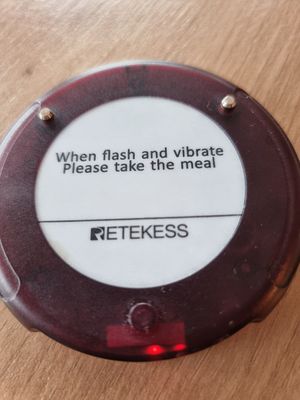 When flash and vibrate
Please take the meal
RETEKESS